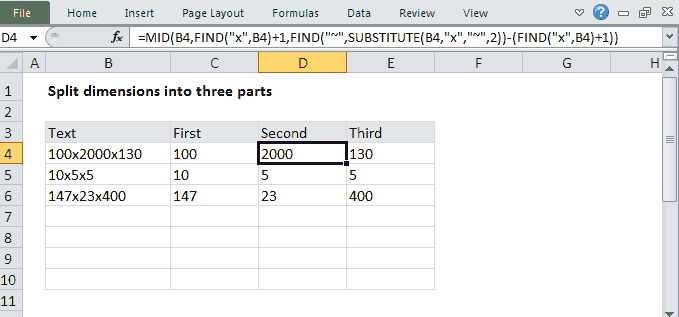 File Home Insert Page Layout Formulas Data Review View
D4 fx =MID(B4,FIND("x",B4)+1,FIND("~",SUBSTITUTE(B4,"x","~",2))-(FIND("x",B4)+1))
A B C D E F G H
1 Split dimensions into three parts
2
3 Text First Second Third
4 100x2000x130 100 2000 130
5 10x5x5 10 5 5
6 147x23x400 147 23 400
7
8
9
10
11